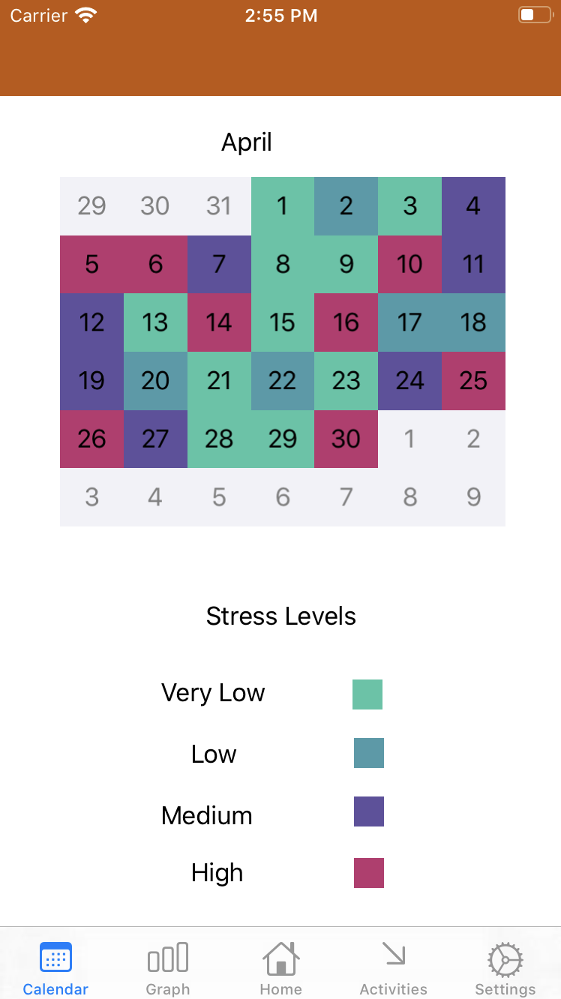 Carrier 2:55 PM
April
29 30 31 1 2 3 4
5 6 7 8 9 10 11
12 13 14 15 16 17 18
19 20 21 22 23 24 25
26 27 28 29 30 1 2
3 4 5 6 7 8 9
Stress Levels
Very Low
Low
Medium
High
Calendar Graph Home Activities Settings